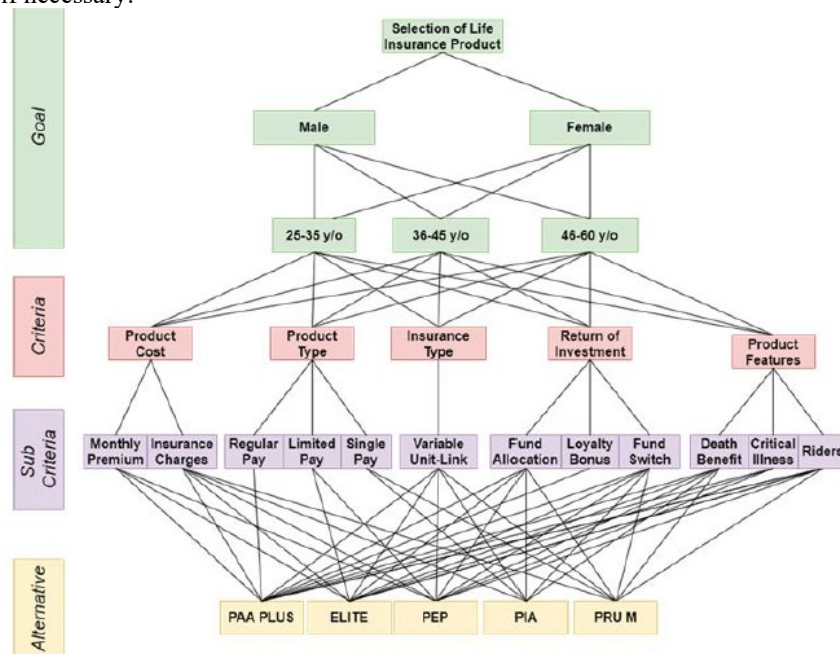 if necessary.
Selection of Life
Insurance Product
Goal
Male
Female
25-35 y/o
36-45 y/o
46-60 y/o
Criteria
Product
Cost
Product
Type
Insurance
Type
Return of
Investment
Product
Features
Sub
Criteria
Monthly
Premium
Insurance
Charges
Regular
Pay
Limited
Pay
Single
Pay
Variable
Unit-Link
Fund
Allocation
Loyalty
Bonus
Fund
Switch
Death
Benefit
Critical
Illness
Riders
Alternative
PAA PLUS
ELITE
PEP
PIA
PRU M